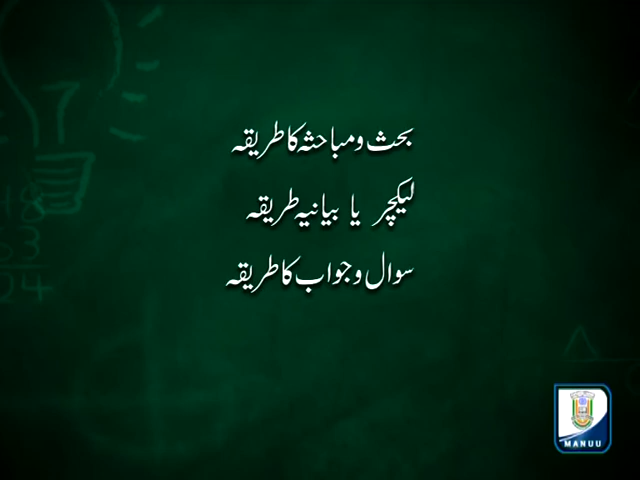 بحث و مباحثہ کا طریقہ
لیکچر یا بیانیہ طریقہ
سوال و جواب کا طریقہ
MANUU